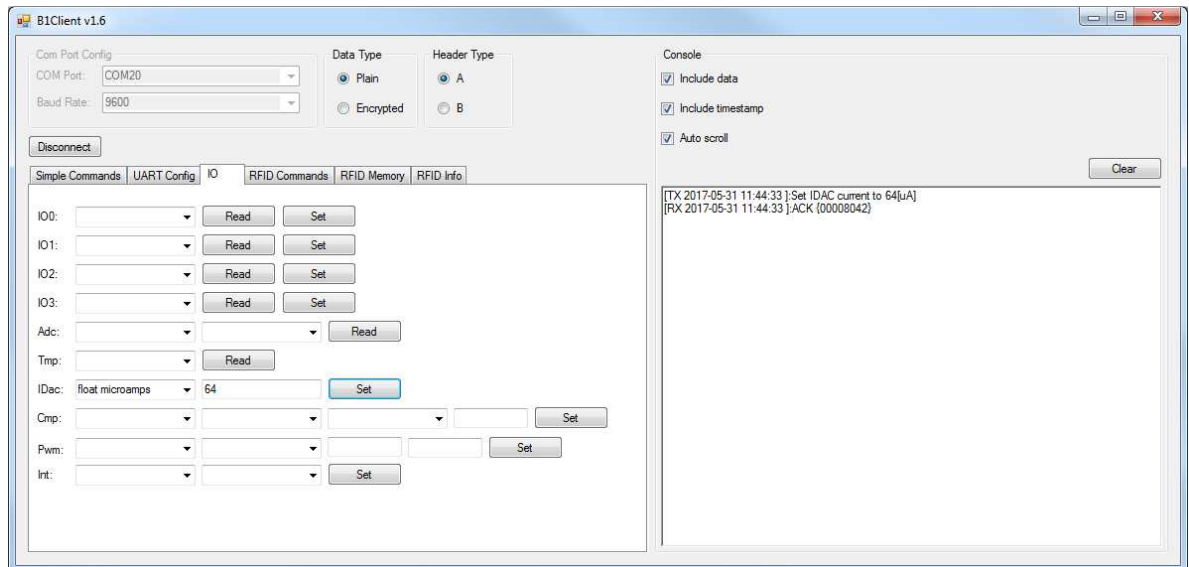 B1Client v1.6
Com Port Config
COM Port: COM20
Baud Rate: 9600
Data Type
Plain
Encrypted
Header Type
A
B
Disconnect
Simple Commands UART Config IO RFID Commands RFID Memory RFID Info
IO0: Read Set
IO1: Read Set
IO2: Read Set
IO3: Read Set
Adc: Read
Tmp: Read
IDac: float microamps 64 Set
Cmp: Set
Pwm: Set
Int: Set
Console
Include data
Include timestamp
Auto scroll
Clear
[TX 2017-05-31 11:44:33 ]:Set IDAC current to 64[uA]
[RX 2017-05-31 11:44:33 ]:ACK {00008042}